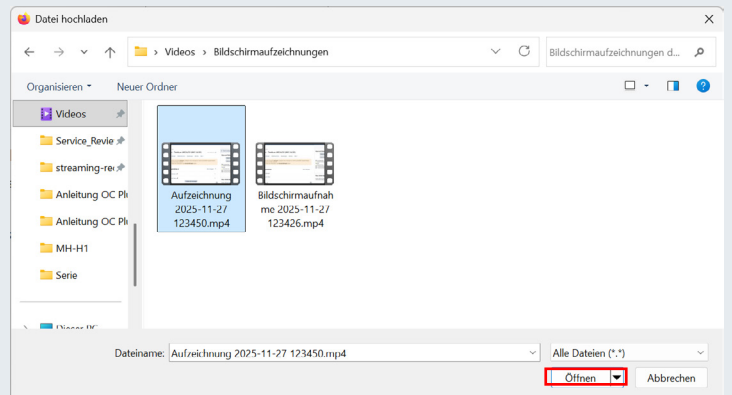 Datei hochladen
Videos
Bildschirmaufzeichnungen
Bildschirmaufzeichnungen d...
Organisieren
Neuer Ordner
Videos
Service_Revie
streaming-re
Anleitung OC Pl
Anleitung OC Pl
MH-H1
Serie
Dieser PC
Aufzeichnung
2025-11-27
123450.mp4
Bildschirmaufnah
me 2025-11-27
123426.mp4
Dateiname:
Aufzeichnung 2025-11-27 123450.mp4
Alle Dateien (*.*)
Öffnen
Abbrechen